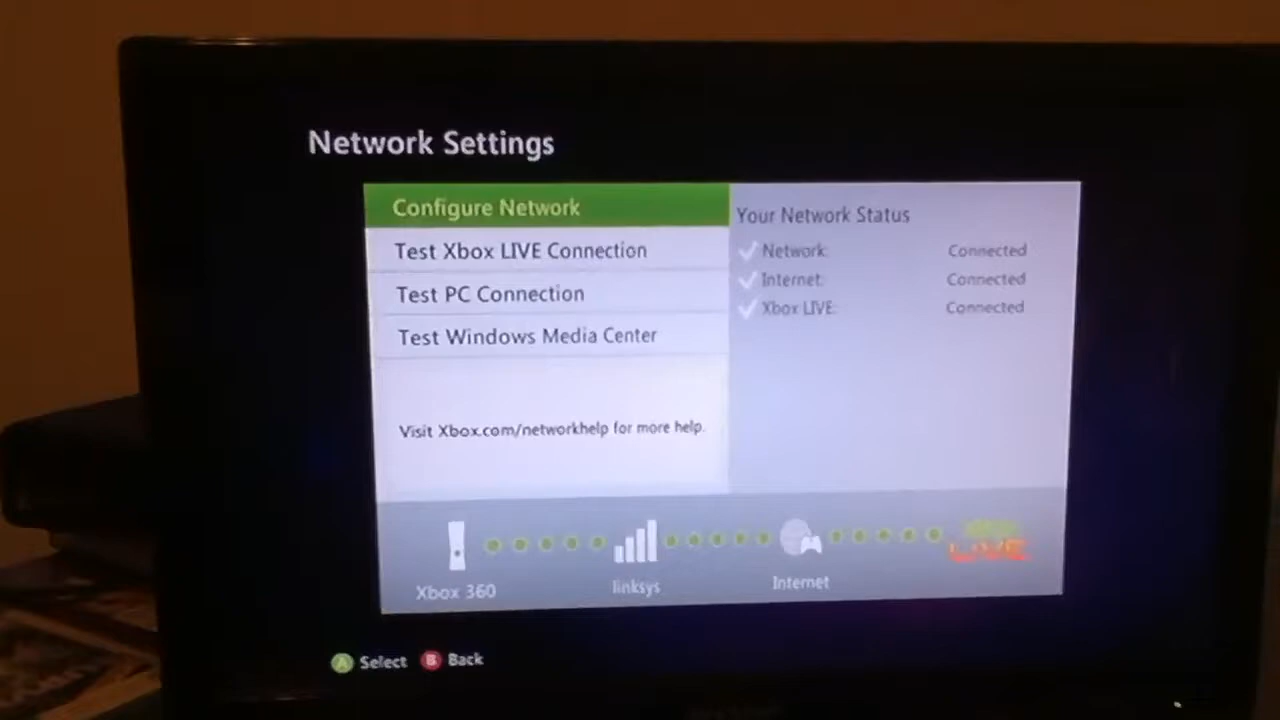 Network Settings
Configure Network
Test Xbox LIVE Connection
Test PC Connection
Test Windows Media Center
Visit Xbox.com/networkhelp for more help.
Your Network Status
Network: Connected
Internet: Connected
Xbox LIVE: Connected
LIVE
Xbox 360
linksys
Internet
A Select B Back